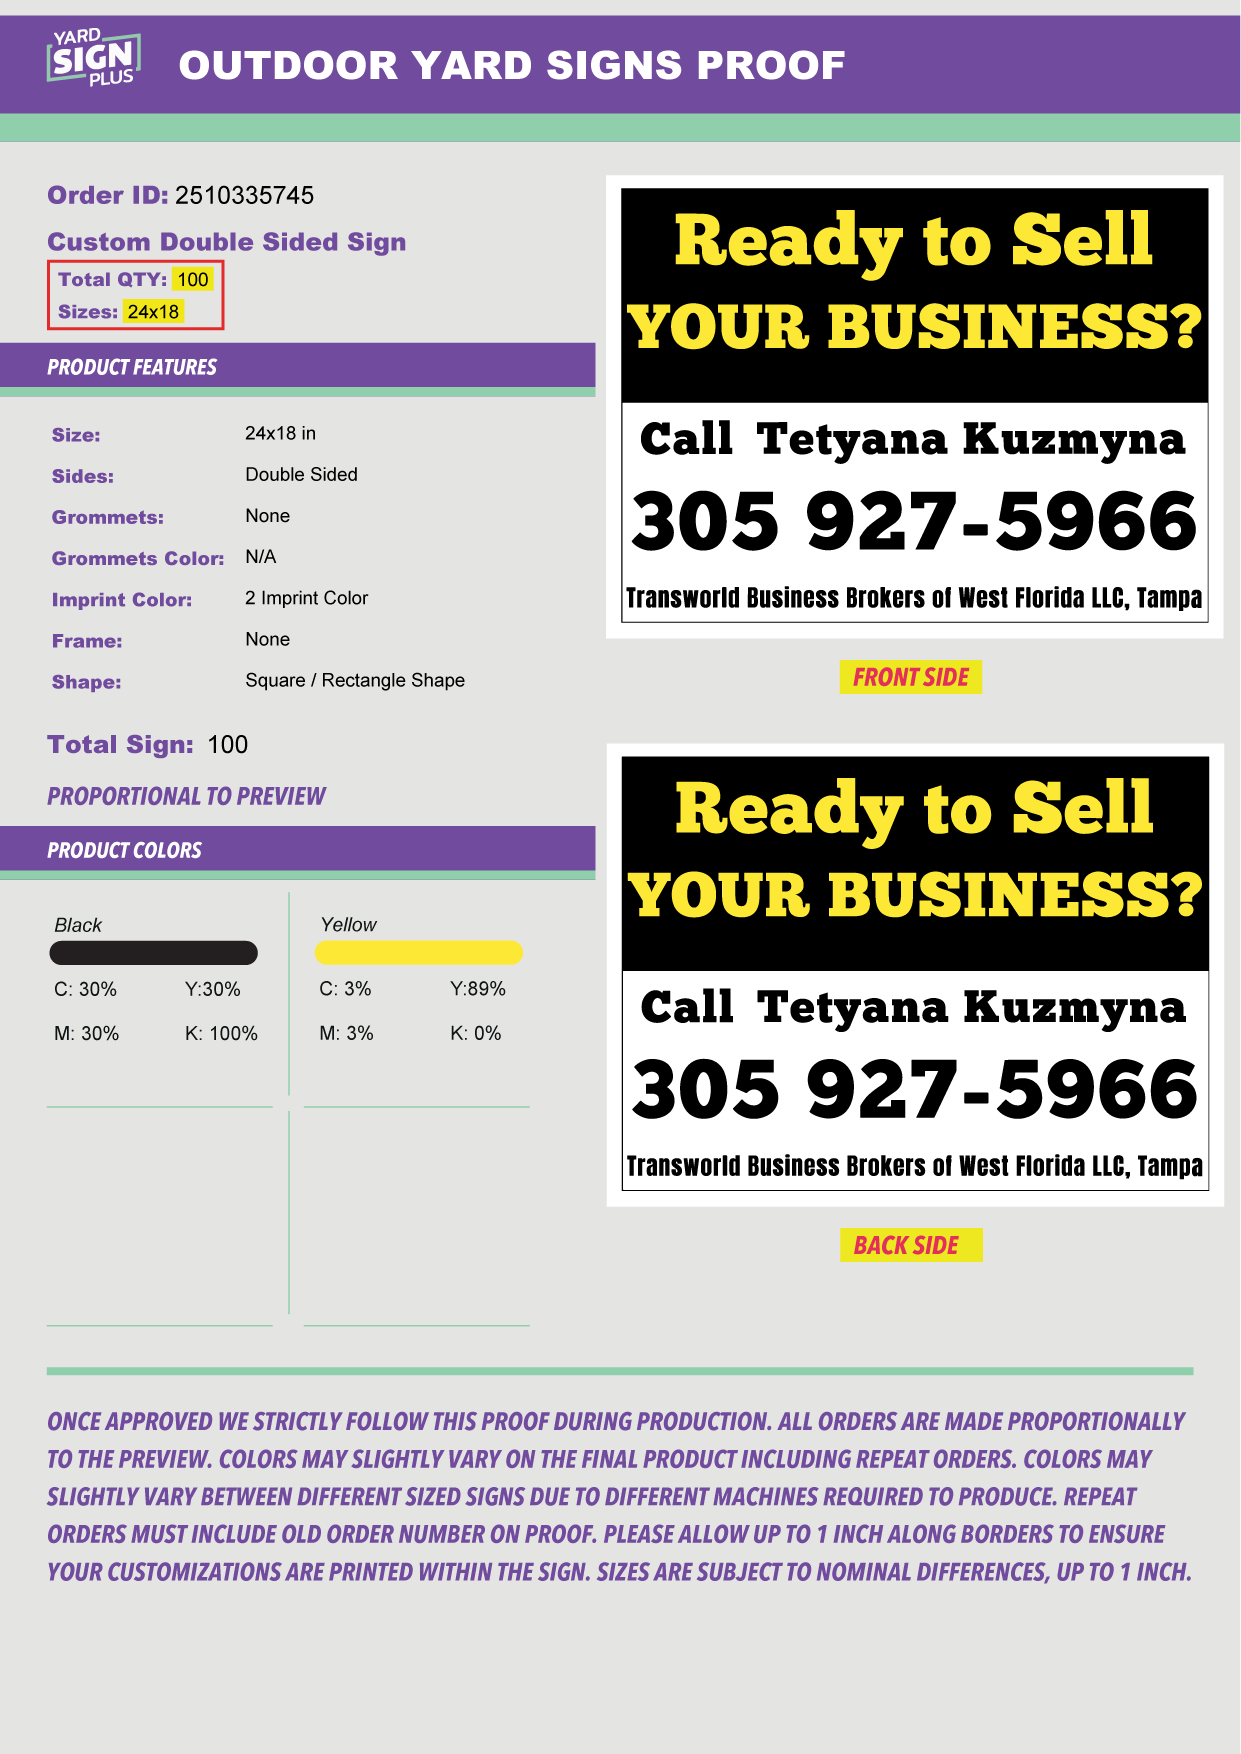 YARD
SIGN
PLUS
OUTDOOR YARD SIGNS PROOF
Order ID: 2510335745
Custom Double Sided Sign
Total QTY: 100
Sizes: 24x18
PRODUCT FEATURES
Size: 24x18 in
Sides: Double Sided
Grommets: None
Grommets Color: N/A
Imprint Color: 2 Imprint Color
Frame: None
Shape: Square / Rectangle Shape
Total Sign: 100
PROPORTIONAL TO PREVIEW
PRODUCT COLORS
Black
C: 30% Y:30%
M: 30% K: 100%
Yellow
C: 3% Y:89%
M: 3% K: 0%
Ready to Sell
YOUR BUSINESS?
Call Tetyana Kuzmyna
305 927-5966
Transworld Business Brokers of West Florida LLC, Tampa
FRONT SIDE
Ready to Sell
YOUR BUSINESS?
Call Tetyana Kuzmyna
305 927-5966
Transworld Business Brokers of West Florida LLC, Tampa
BACK SIDE
ONCE APPROVED WE STRICTLY FOLLOW THIS PROOF DURING PRODUCTION. ALL ORDERS ARE MADE PROPORTIONALLY
TO THE PREVIEW. COLORS MAY SLIGHTLY VARY ON THE FINAL PRODUCT INCLUDING REPEAT ORDERS. COLORS MAY
SLIGHTLY VARY BETWEEN DIFFERENT SIZED SIGNS DUE TO DIFFERENT MACHINES REQUIRED TO PRODUCE. REPEAT
ORDERS MUST INCLUDE OLD ORDER NUMBER ON PROOF. PLEASE ALLOW UP TO 1 INCH ALONG BORDERS TO ENSURE
YOUR CUSTOMIZATIONS ARE PRINTED WITHIN THE SIGN. SIZES ARE SUBJECT TO NOMINAL DIFFERENCES, UP TO 1 INCH.